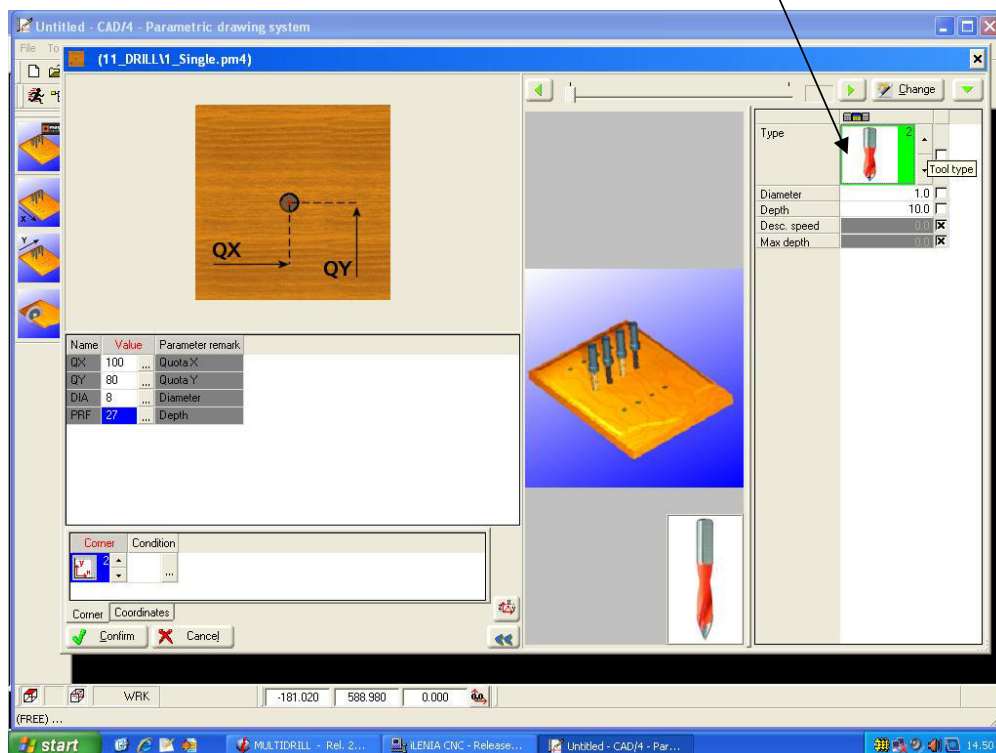 Untitled - CAD/4 - Parametric drawing system
File To
(11_DRILL\1_Single.pm4)
Change
Type 2
Tool type
Diameter 1.0
Depth 10.0
Desc. speed 0.0
Max depth 0.0
QX
QY
Name Value Parameter remark
QX 100 ... Quota X
QY 80 ... Quota Y
DIA 8 ... Diameter
PRF 27 ... Depth
Corner Condition
2 ...
Corner Coordinates
Confirm Cancel
WRK -181.020 588.980 0.000
(FREE) ...
start MULTIDRILL - Rel. 2... iLENIA CNC - Release... Untitled - CAD/4 - Par... 14.50